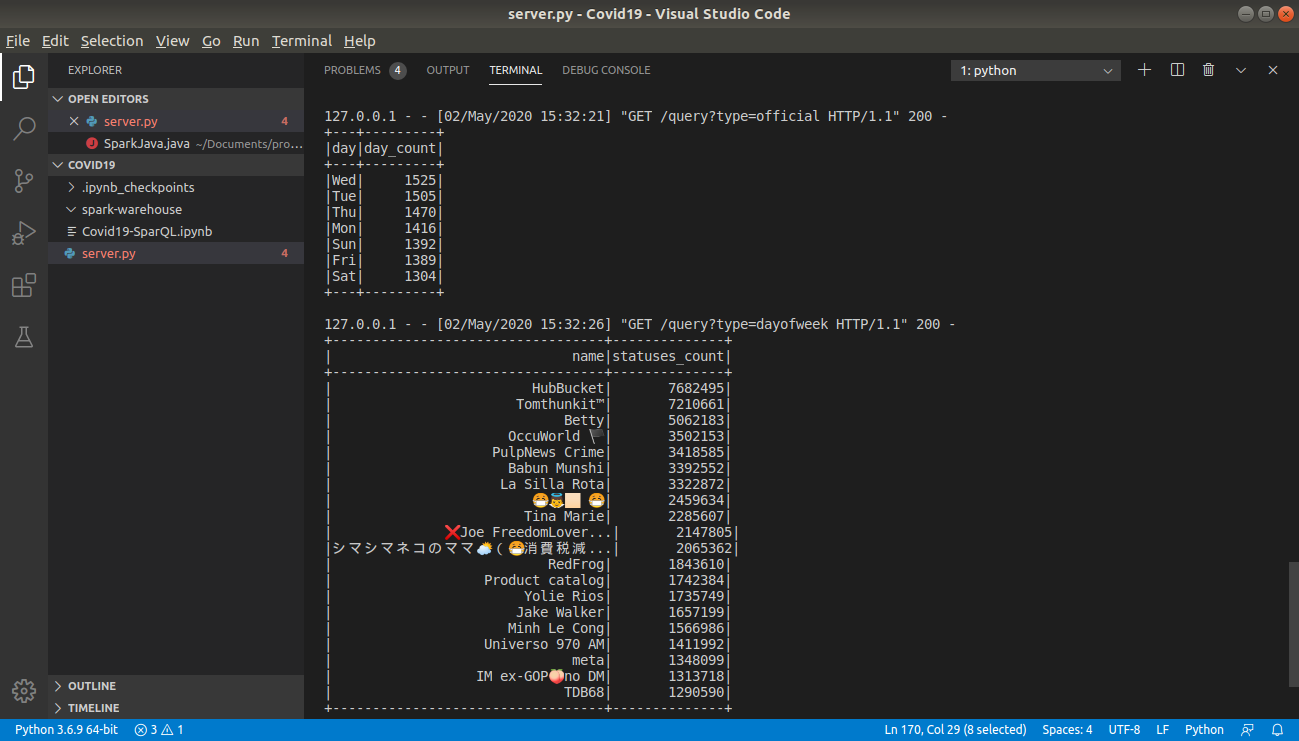 server.py - Covid19 - Visual Studio Code
File Edit Selection View Go Run Terminal Help
EXPLORER
OPEN EDITORS
server.py 4
SparkJava.java ~/Documents/pro...
COVID19
.ipynb_checkpoints
spark-warehouse
Covid19-SparQL.ipynb
server.py 4
OUTLINE
TIMELINE
PROBLEMS 4 OUTPUT TERMINAL DEBUG CONSOLE 1: python
127.0.0.1 - - [02/May/2020 15:32:21] "GET /query?type=official HTTP/1.1" 200 -
+---+---------+
|day|day_count|
+---+---------+
|Wed|     1525|
|Tue|     1505|
|Thu|     1470|
|Mon|     1416|
|Sun|     1392|
|Fri|     1389|
|Sat|     1304|
+---+---------+
127.0.0.1 - - [02/May/2020 15:32:26] "GET /query?type=dayofweek HTTP/1.1" 200 -
+----------------------------------+--------------+
|                              name|statuses_count|
+----------------------------------+--------------+
|                         HubBucket|       7682495|
|                       Tomthunkit™|       7210661|
|                             Betty|       5062183|
|                       OccuWorld 🏴|       3502153|
|                    PulpNews Crime|       3418585|
|                      Babun Munshi|       3392552|
|                     La Silla Rota|       3322872|
|                           😷👼🏻 😷|       2459634|
|                        Tina Marie|       2285607|
|              ❌Joe FreedomLover...|       2147805|
|シマシマネコのママ🌥(😷消費税減...|       2065362|
|                           RedFrog|       1843610|
|                   Product catalog|       1742384|
|                        Yolie Rios|       1735749|
|                       Jake Walker|       1657199|
|                      Minh Le Cong|       1566986|
|                   Universo 970 AM|       1411992|
|                              meta|       1348099|
|                  IM ex-GOP🍑no DM|       1313718|
|                             TDB68|       1290590|
+----------------------------------+--------------+
Python 3.6.9 64-bit 3 1 Ln 170, Col 29 (8 selected) Spaces: 4 UTF-8 LF Python